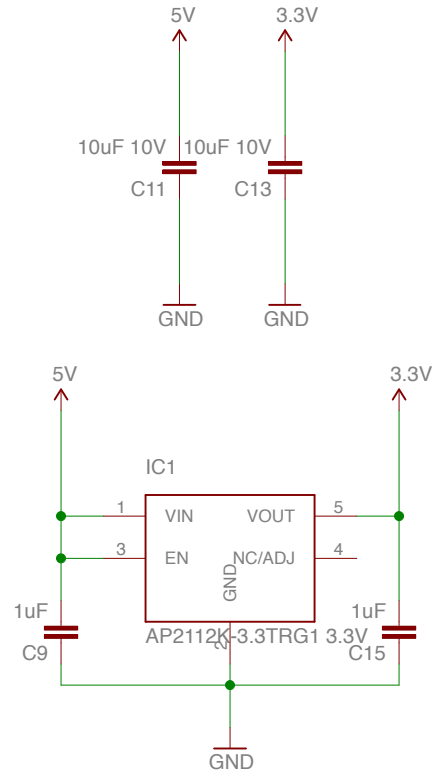 5V 3.3V
10uF 10V 10uF 10V
C11 C13
GND GND
5V 3.3V
IC1
1 VIN VOUT 5
3 EN NC/ADJ 4
GND
1uF 1uF
AP2112K-3.3TRG1 3.3V
2
C9 C15
GND